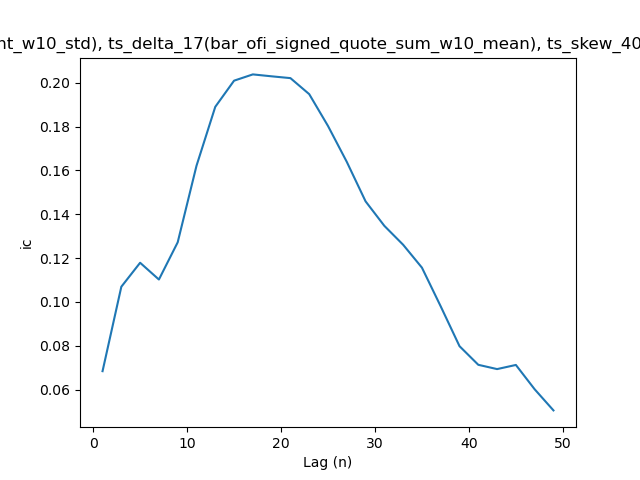 nt_w10_std), ts_delta_17(bar_ofi_signed_quote_sum_w10_mean), ts_skew_40
0.20
0.18
0.16
0.14
0.12
0.10
0.08
0.06
ic
0 10 20 30 40 50
Lag (n)